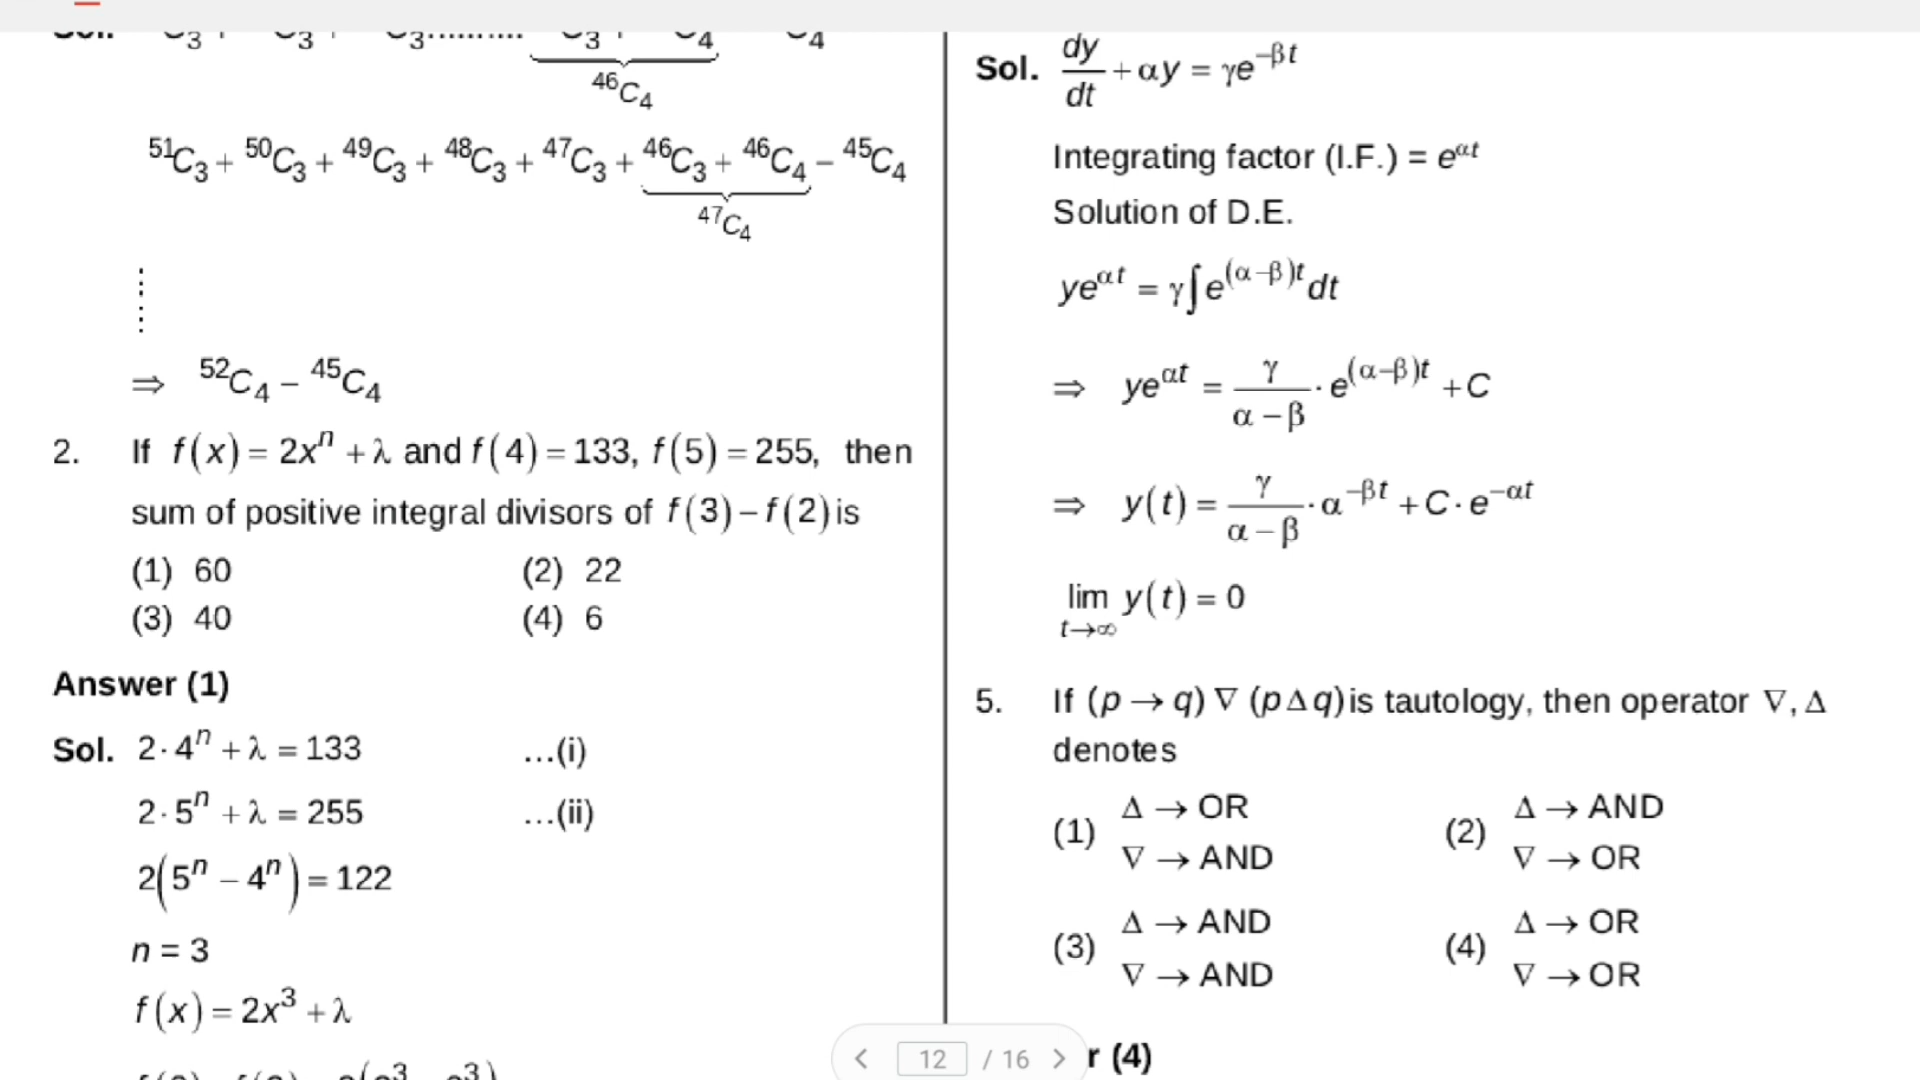 ⁵¹C₃ + ⁵⁰C₃ + ⁴⁹C₃ + ⁴⁸C₃ + ⁴⁷C₃ + ⁴⁶C₃ + ⁴⁶C₄ – ⁴⁵C₄
⁴⁶C₄
⁴⁷C₄
⇒ ⁵²C₄ – ⁴⁵C₄
2. If f(x) = 2xⁿ + λ and f(4) = 133, f(5) = 255, then
sum of positive integral divisors of f(3) – f(2) is
(1) 60 (2) 22
(3) 40 (4) 6
Answer (1)
Sol. 2·4ⁿ + λ = 133 ...(i)
2·5ⁿ + λ = 255 ...(ii)
2(5ⁿ – 4ⁿ) = 122
n = 3
f(x) = 2x³ + λ
Sol. dy/dt + αy = γe^(–βt)
Integrating factor (I.F.) = e^(αt)
Solution of D.E.
ye^(αt) = γ∫e^((α–β)t) dt
⇒ ye^(αt) = γ/(α – β) · e^((α–β)t) + C
⇒ y(t) = γ/(α – β) · α^(–βt) + C · e^(–αt)
lim t→∞ y(t) = 0
5. If (p → q) ∇ (p Δ q) is tautology, then operator ∇, Δ
denotes
(1) Δ → OR ∇ → AND (2) Δ → AND ∇ → OR
(3) Δ → AND ∇ → AND (4) Δ → OR ∇ → OR
r (4)
< 12 / 16 >